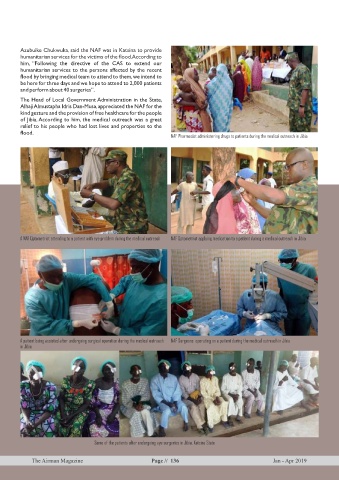 Azubuike Chukwuka, said the NAF was in Katsina to provide
humanitarian services for the victims of the flood. According to
him, "Following the directive of the CAS to extend our
humanitarian services to the persons affected by the recent
flood by bringing medical team to attend to them, we intend to
be here for three days and we hope to attend to 2,000 patients
and perform about 40 surgeries".
The Head of Local Government Administration in the State,
Alhaji Almustapha Idris Dan-Musa, appreciated the NAF for the
kind gesture and the provision of free healthcare for the people
of Jibia. According to him, the medical outreach was a great
relief to his people who had lost lives and properties to the
flood.
NAF Pharmacist administering drugs to patients during the medical outreach in Jibia
A NAF Optometrist attending to a patient with eye problem during the medical outreach
NAF Optometrist applying medication to a patient during a medical outreach in Jibia
A patient being assisted after undergoing surgical operation during the medical outreach
in Jibia
NAF Surgeons operating on a patient during the medical outreach in Jibia
Some of the patients after undergoing eye surgeries in Jibia, Katsina State
The Airman Magazine
Page // 136
Jan - Apr 2019